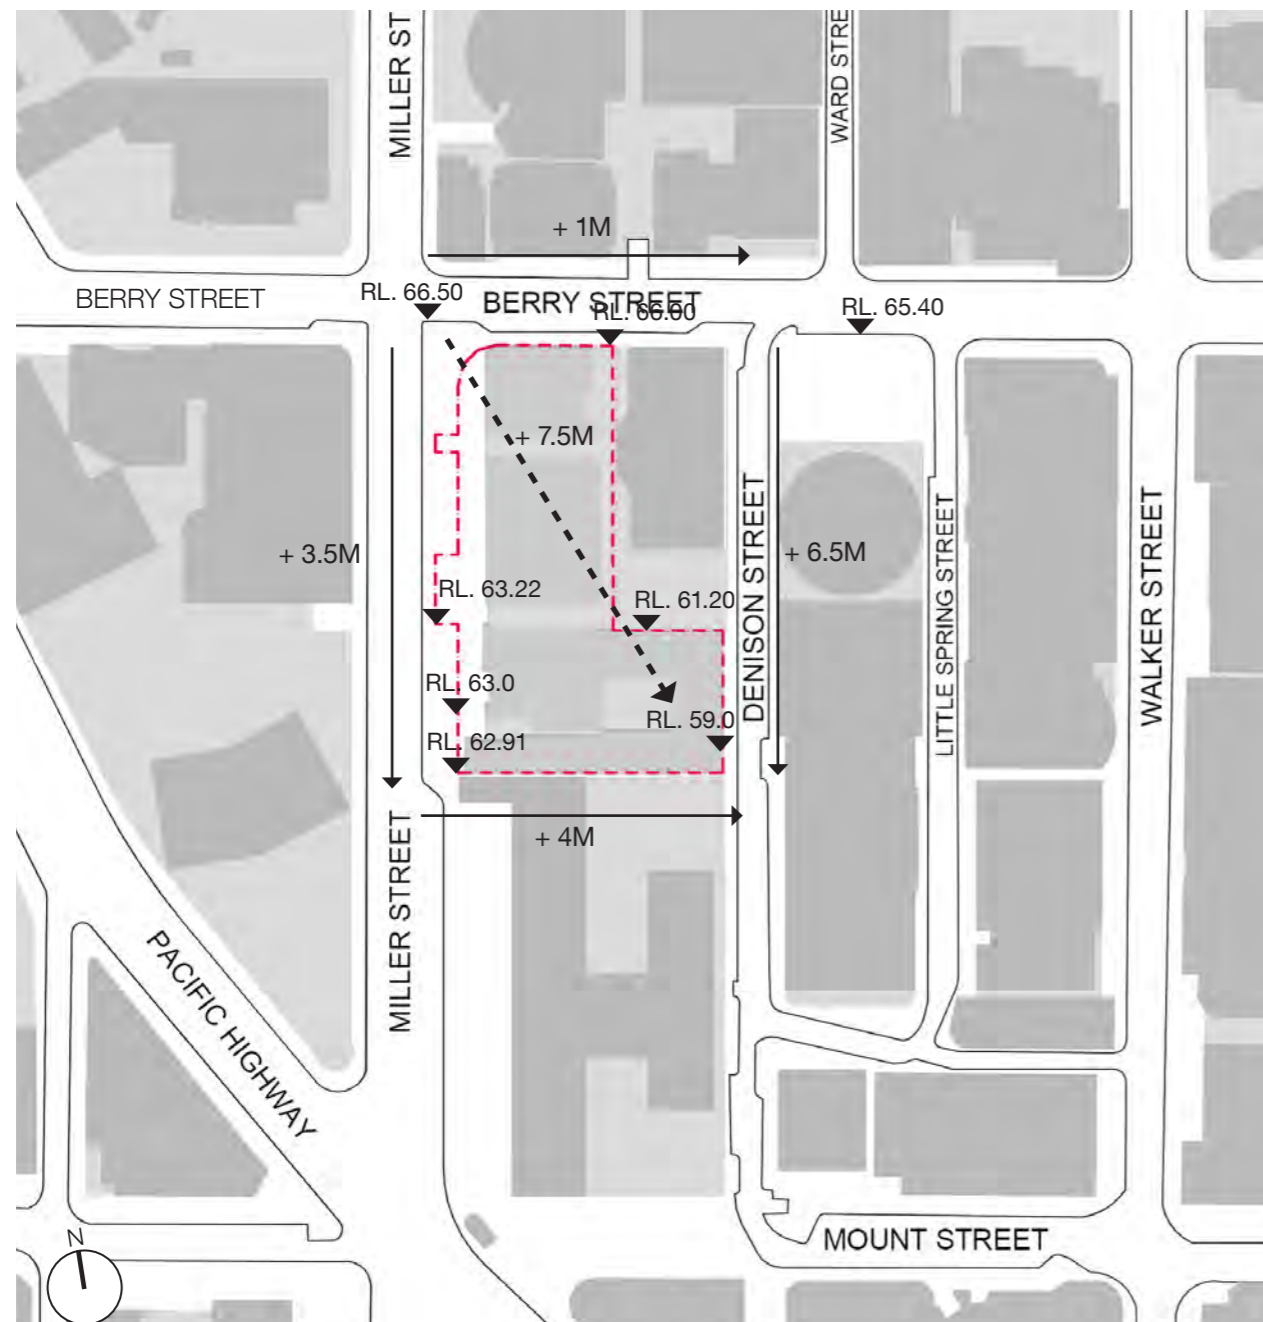 MILLER ST
WARD STRE
+ 1M
BERRY STREET
RL. 66.50
BERRY STREET
RL. 66.00
RL. 65.40
+ 7.5M
+ 3.5M
+ 6.5M
RL. 63.22
RL. 61.20
DENISON STREET
LITTLE SPRING STREET
WALKER STREET
RL. 63.0
RL. 59.0
RL. 62.91
+ 4M
MILLER STREET
PACIFIC HIGHWAY
N
MOUNT STREET